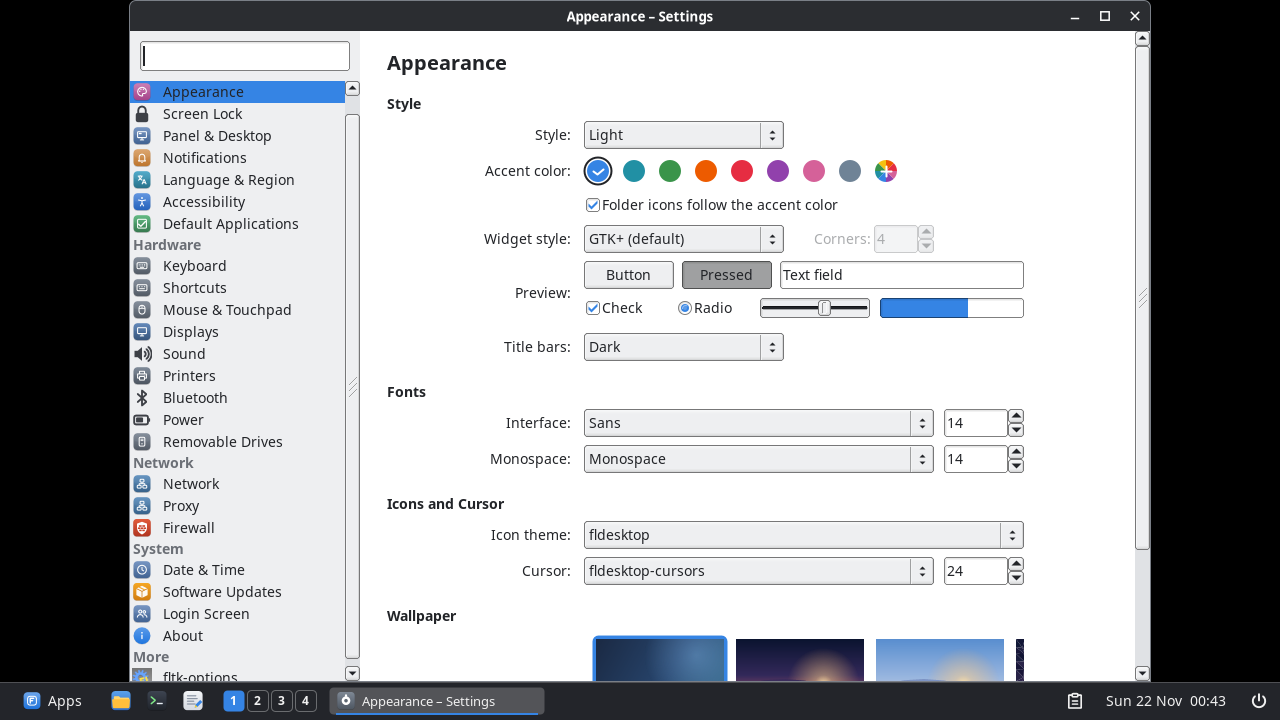 Appearance – Settings
Appearance
Screen Lock
Panel & Desktop
Notifications
Language & Region
Accessibility
Default Applications
Hardware
Keyboard
Shortcuts
Mouse & Touchpad
Displays
Sound
Printers
Bluetooth
Power
Removable Drives
Network
Network
Proxy
Firewall
System
Date & Time
Software Updates
Login Screen
About
More
fltk-options
Appearance
Style
Style: Light
Accent color:
Folder icons follow the accent color
Widget style: GTK+ (default) Corners: 4
Preview: Button Pressed Text field
Check Radio
Title bars: Dark
Fonts
Interface: Sans 14
Monospace: Monospace 14
Icons and Cursor
Icon theme: fldesktop
Cursor: fldesktop-cursors 24
Wallpaper
Apps 1 2 3 4 Appearance – Settings Sun 22 Nov 00:43